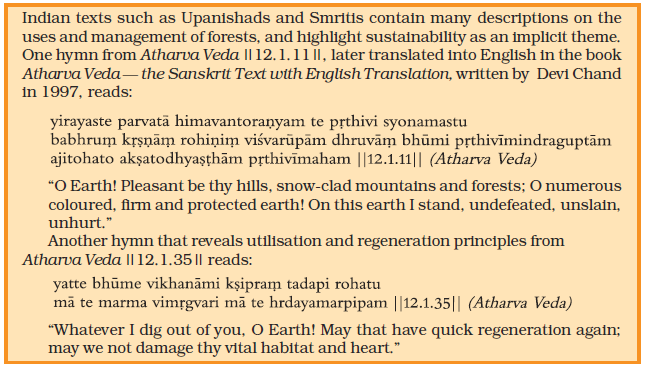 Indian texts such as Upanishads and Smritis contain many descriptions on the
uses and management of forests, and highlight sustainability as an implicit theme.
One hymn from Atharva Veda ||12.1.11||, later translated into English in the book
Atharva Veda — the Sanskrit Text with English Translation, written by Devi Chand
in 1997, reads:
yirayaste parvatā himavantoraṇyam te pṛthivi syonamastu
babhruṃ kṛṣṇāṃ rohiṇiṃ viśvarūpāṃ dhruvāṃ bhūmi pṛthivīmindraguptām
ajitohato akṣatodhyaṣṭhām pṛthivīmaham ||12.1.11|| (Atharva Veda)
“O Earth! Pleasant be thy hills, snow-clad mountains and forests; O numerous
coloured, firm and protected earth! On this earth I stand, undefeated, unslain,
unhurt.”
Another hymn that reveals utilisation and regeneration principles from
Atharva Veda ||12.1.35|| reads:
yatte bhūme vikhanāmi kṣipraṃ tadapi rohatu
mā te marma vimṛgvari mā te hṛdayamarpipam ||12.1.35|| (Atharva Veda)
“Whatever I dig out of you, O Earth! May that have quick regeneration again;
may we not damage thy vital habitat and heart.”